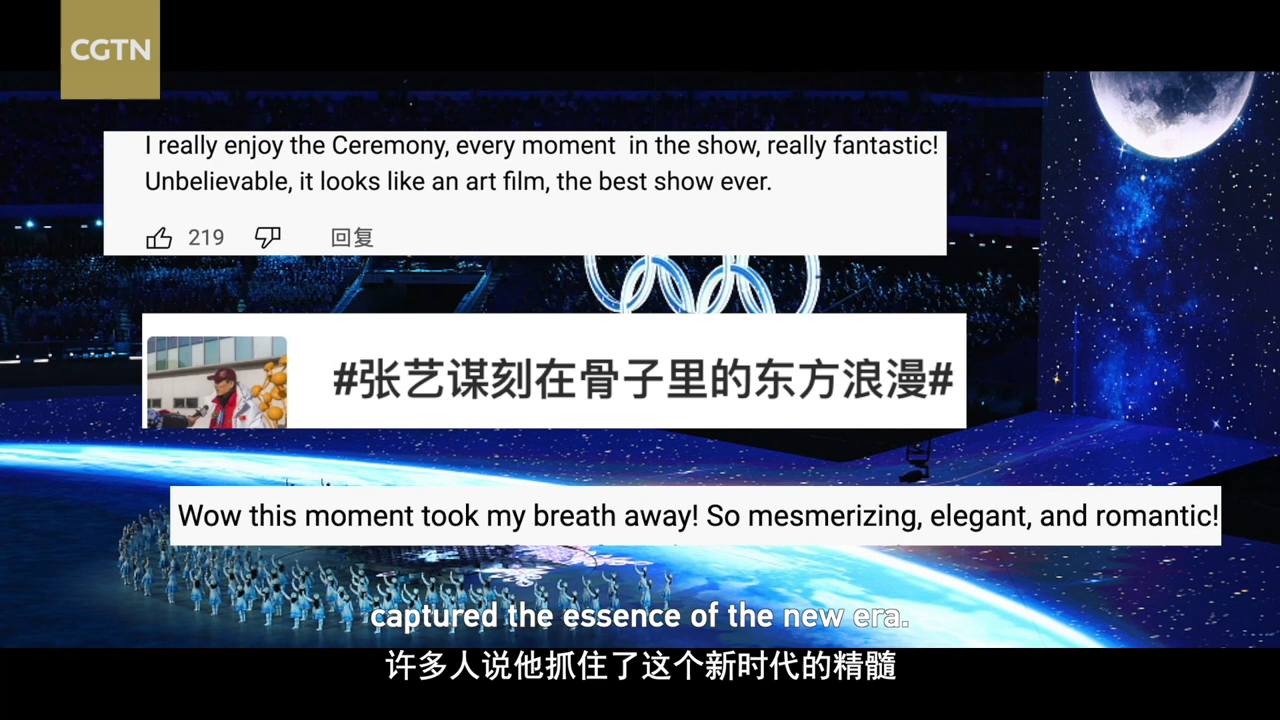 CGTN
I really enjoy the Ceremony, every moment  in the show, really fantastic!
Unbelievable, it looks like an art film, the best show ever.
219 回复
#张艺谋刻在骨子里的东方浪漫#
Wow this moment took my breath away! So mesmerizing, elegant, and romantic!
captured the essence of the new era.
许多人说他抓住了这个新时代的精髓